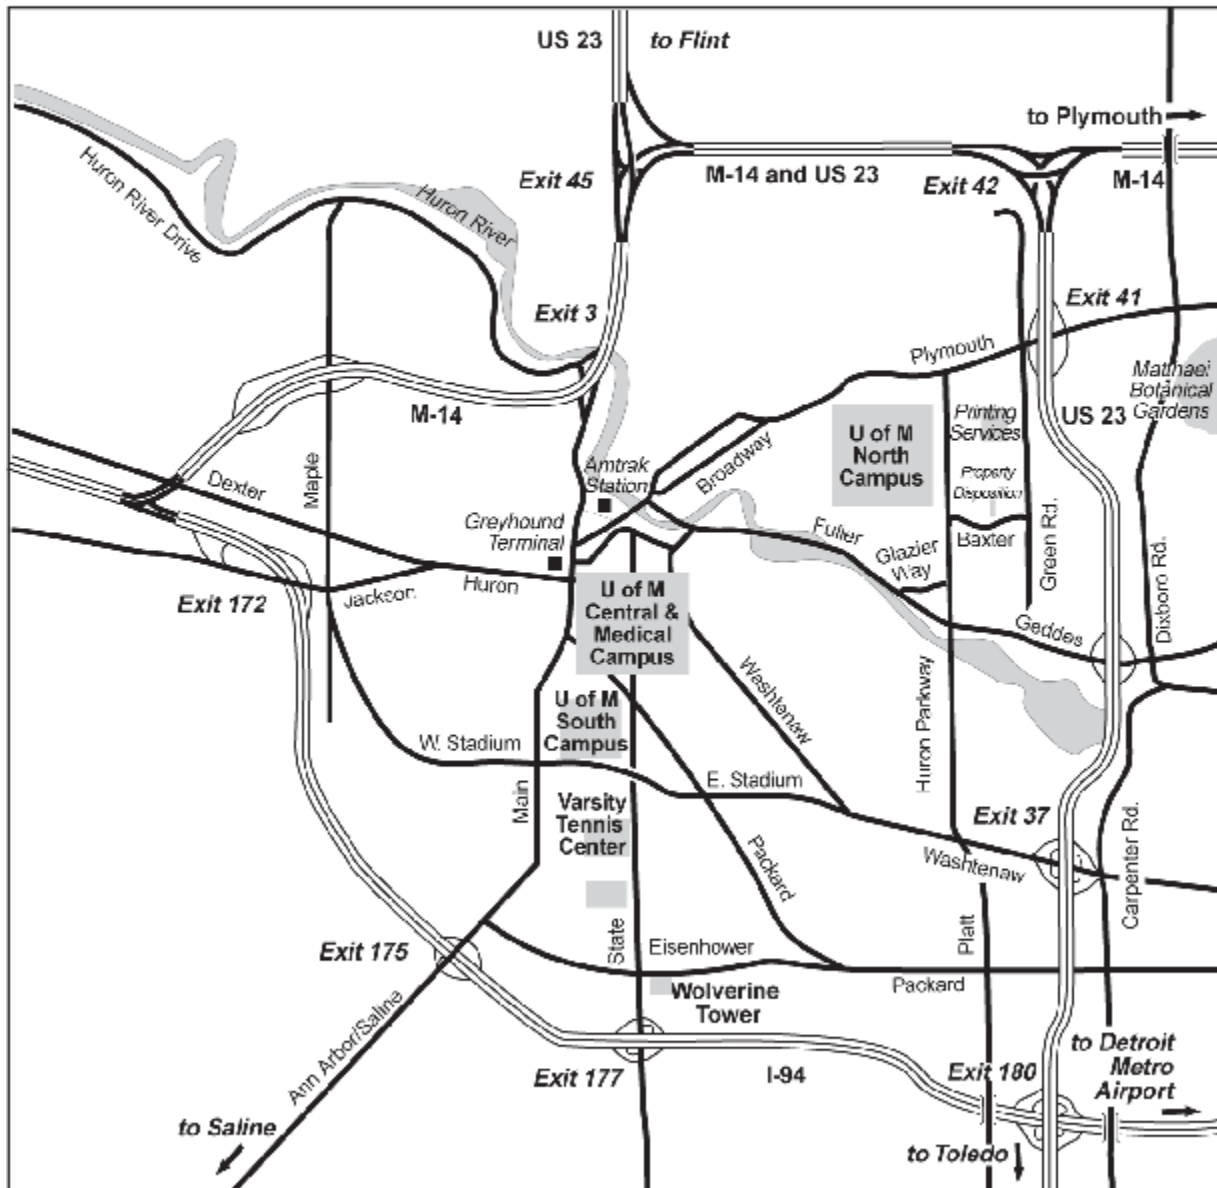 US 23
to Flint
to Plymouth
Exit 45
M-14 and US 23
Exit 42
M-14
Huron River Drive
Huron River
Exit 3
Exit 41
Plymouth
Matthaei
Botanical
Gardens
M-14
US 23
Printing
Services
U of M
North
Campus
Broadway
Maple
Dexter
Amtrak
Station
Property
Disposition
Greyhound
Terminal
Fuller
Baxter
Green Rd.
Dixboro Rd.
Glazier
Way
Huron
Jackson
Exit 172
U of M
Central &
Medical
Campus
Geddes
Washtenaw
Huron Parkway
U of M
South
Campus
W. Stadium
E. Stadium
Main
Varsity
Tennis
Center
Exit 37
Washtenaw
Carpenter Rd.
Packard
Platt
State
Eisenhower
Exit 175
Packard
Wolverine
Tower
Ann Arbor/Saline
Exit 177
I-94
Exit 180
to Detroit
Metro
Airport
to Saline
to Toledo